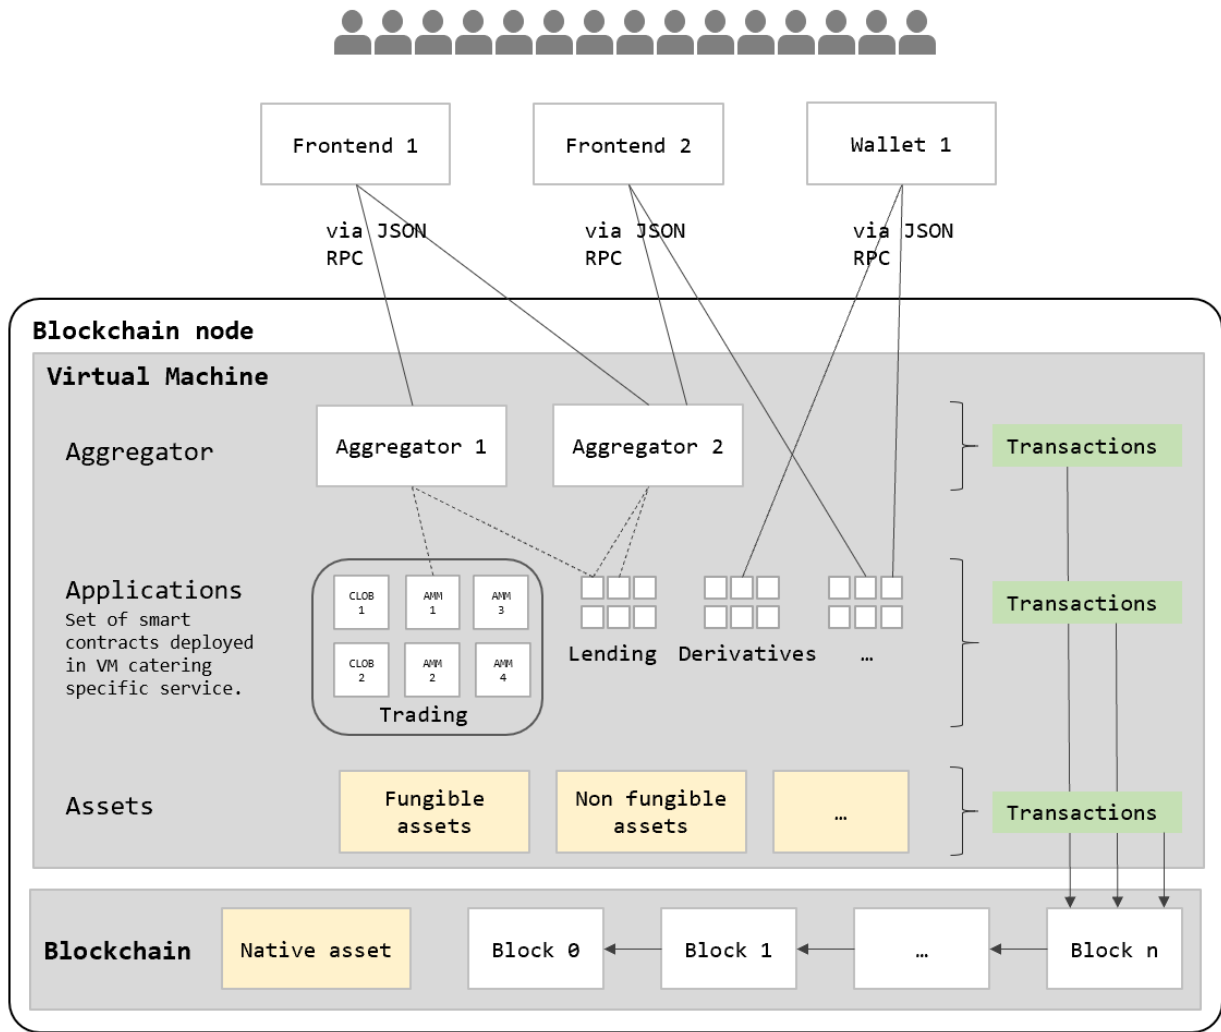 Frontend 1
Frontend 2
Wallet 1
via JSON
RPC
via JSON
RPC
via JSON
RPC
Blockchain node
Virtual Machine
Aggregator
Aggregator 1
Aggregator 2
Transactions
Applications
Set of smart
contracts deployed
in VM catering
specific service.
CLOB
1
AMM
1
AMM
3
CLOB
2
AMM
2
AMM
4
Trading
Lending
Derivatives
…
Transactions
Assets
Fungible
assets
Non fungible
assets
…
Transactions
Blockchain
Native asset
Block 0
Block 1
…
Block n